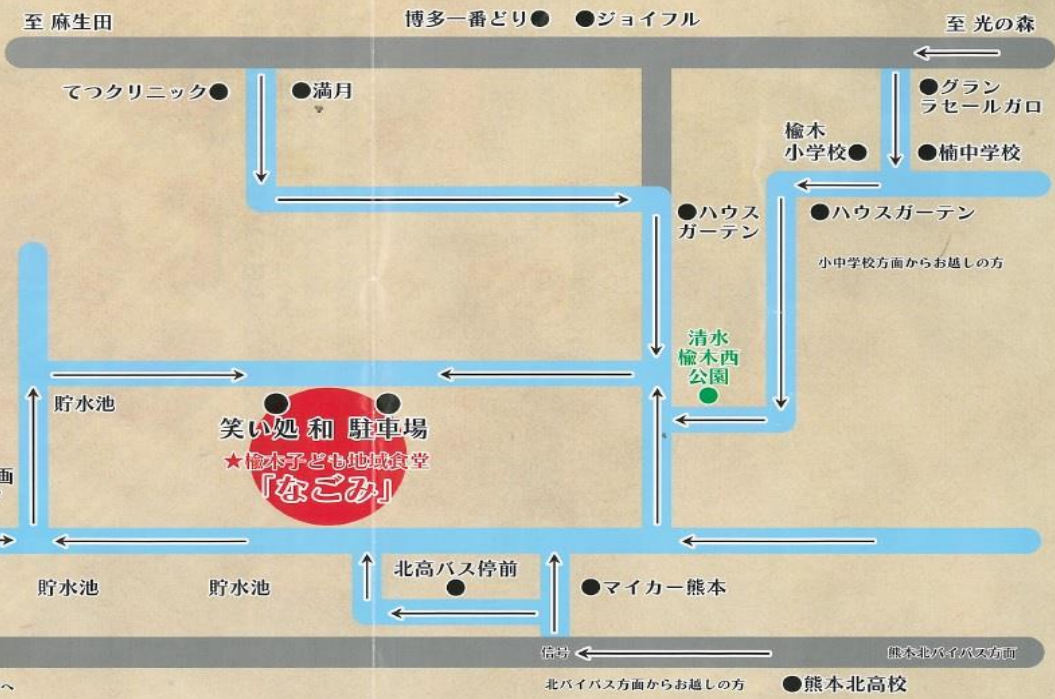 至 麻生田
博多一番どり
ジョイフル
至 光の森
てつクリニック
満月
グラン
ラセールガロ
楡木
小学校
楠中学校
ハウス
ガーデン
ハウスガーデン
小中学校方面からお越しの方
清水
楡木西
公園
貯水池
笑い処 和 駐車場
★楡木子ども地域食堂
「なごみ」
画
貯水池
貯水池
北高バス停前
マイカー熊本
信号
熊本北バイパス方面
へ
北バイパス方面からお越しの方
熊本北高校